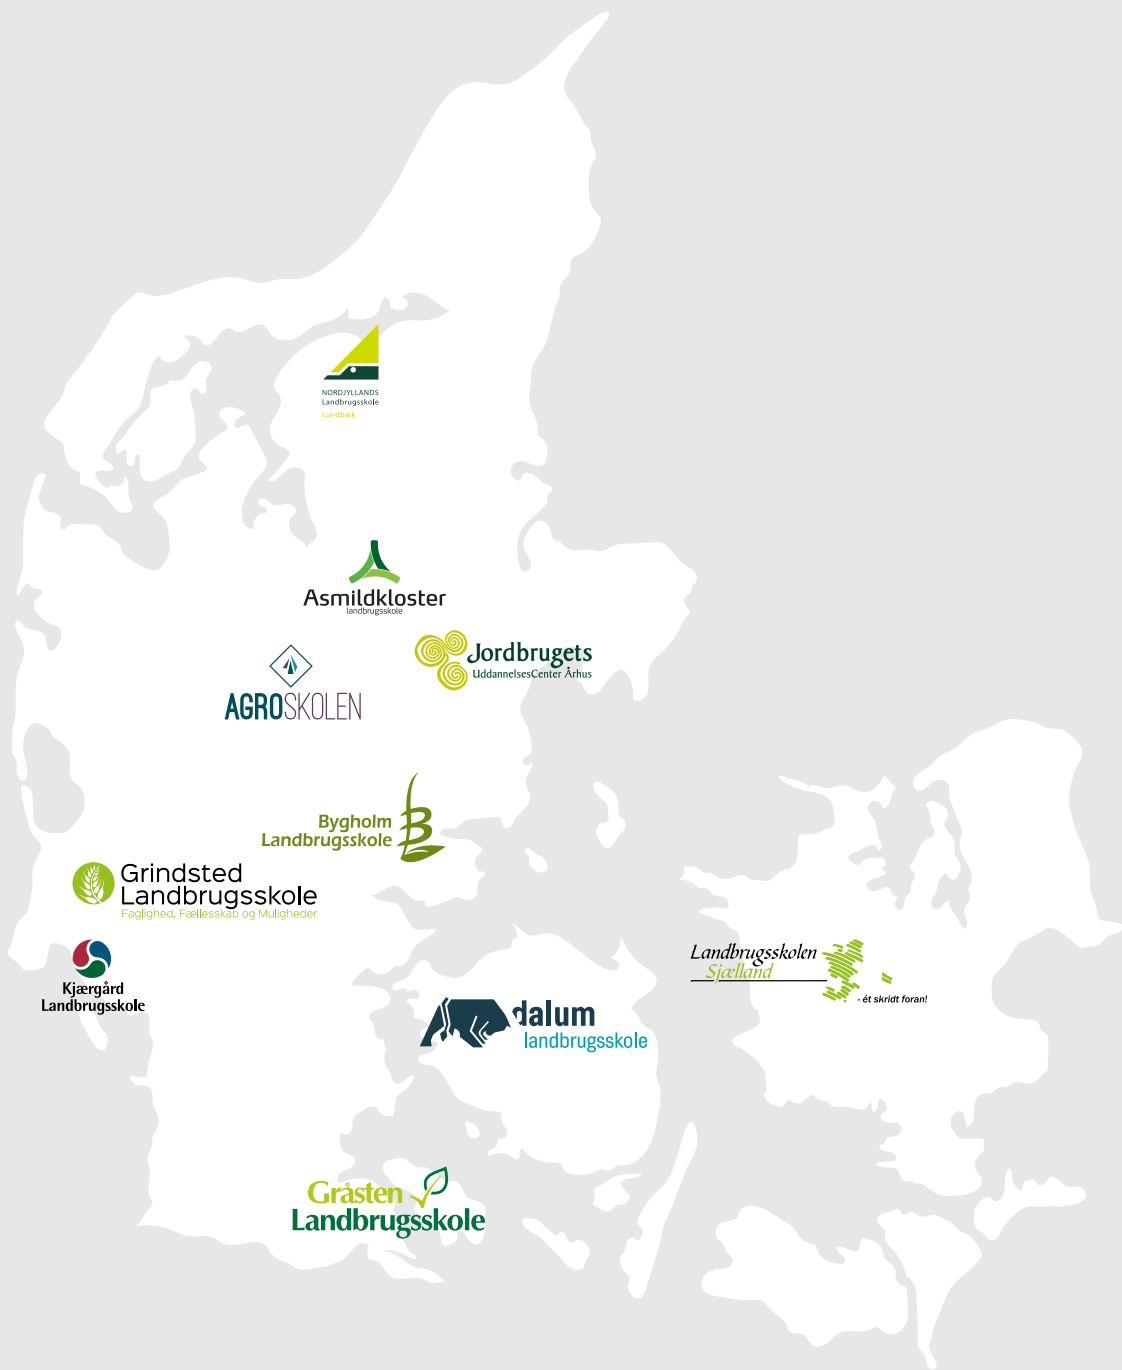 NORDJYLLANDS
Landbrugsskole
Lundbæk
Asmildkloster
landbrugsskole
Jordbrugets
UddannelsesCenter Århus
AGROSKOLEN
Bygholm
Landbrugsskole
Grindsted
Landbrugsskole
Faglighed, Fællesskab og Muligheder
Kjærgård
Landbrugsskole
Landbrugsskolen
Sjælland
- ét skridt foran!
dalum
landbrugsskole
Gråsten
Landbrugsskole